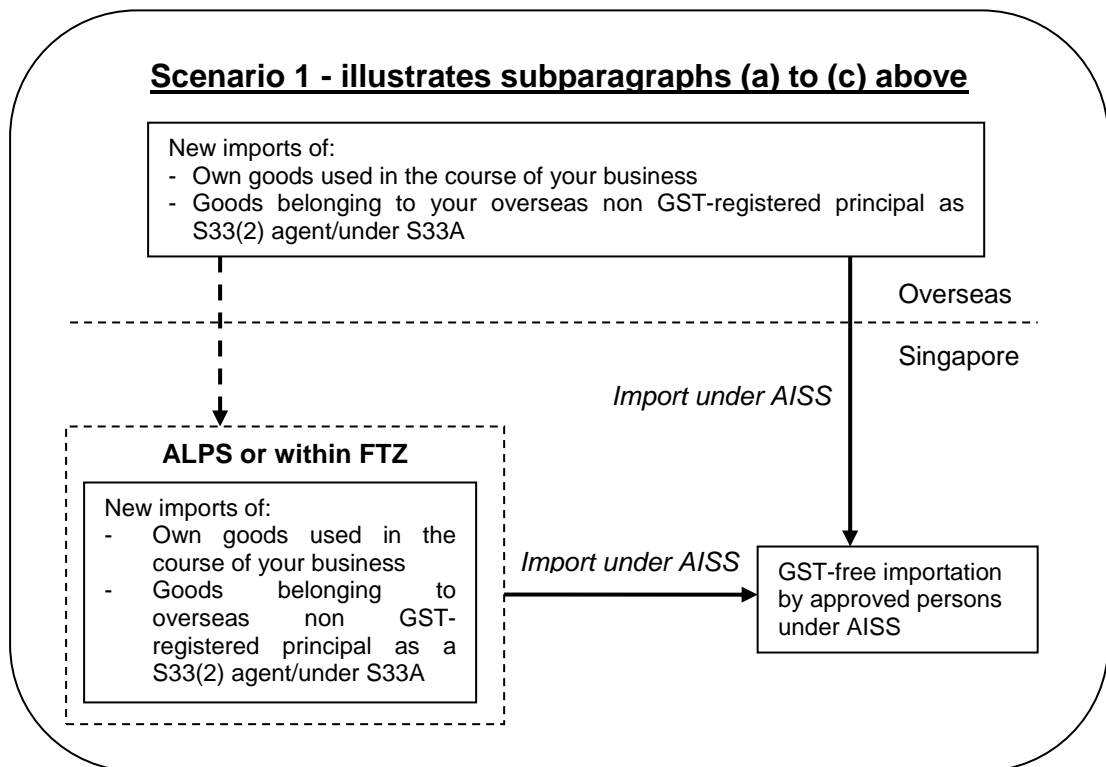 Scenario 1 - illustrates subparagraphs (a) to (c) above
New imports of:
- Own goods used in the course of your business
- Goods belonging to your overseas non GST-registered principal as
S33(2) agent/under S33A
Overseas
Singapore
Import under AISS
ALPS or within FTZ
New imports of:
- Own goods used in the
course of your business
- Goods belonging to
overseas non GST-
registered principal as a
S33(2) agent/under S33A
Import under AISS
GST-free importation
by approved persons
under AISS